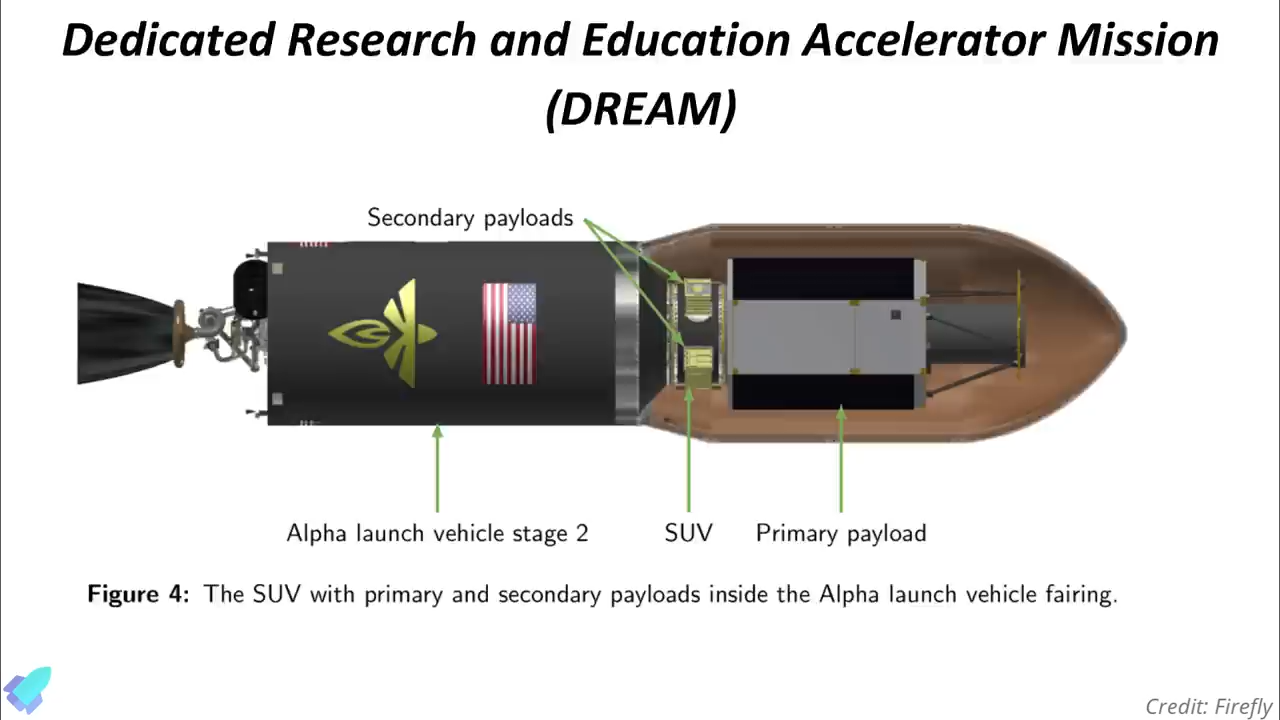 Dedicated Research and Education Accelerator Mission
(DREAM)
Secondary payloads
Alpha launch vehicle stage 2
SUV
Primary payload
Figure 4: The SUV with primary and secondary payloads inside the Alpha launch vehicle fairing.
Credit: Firefly